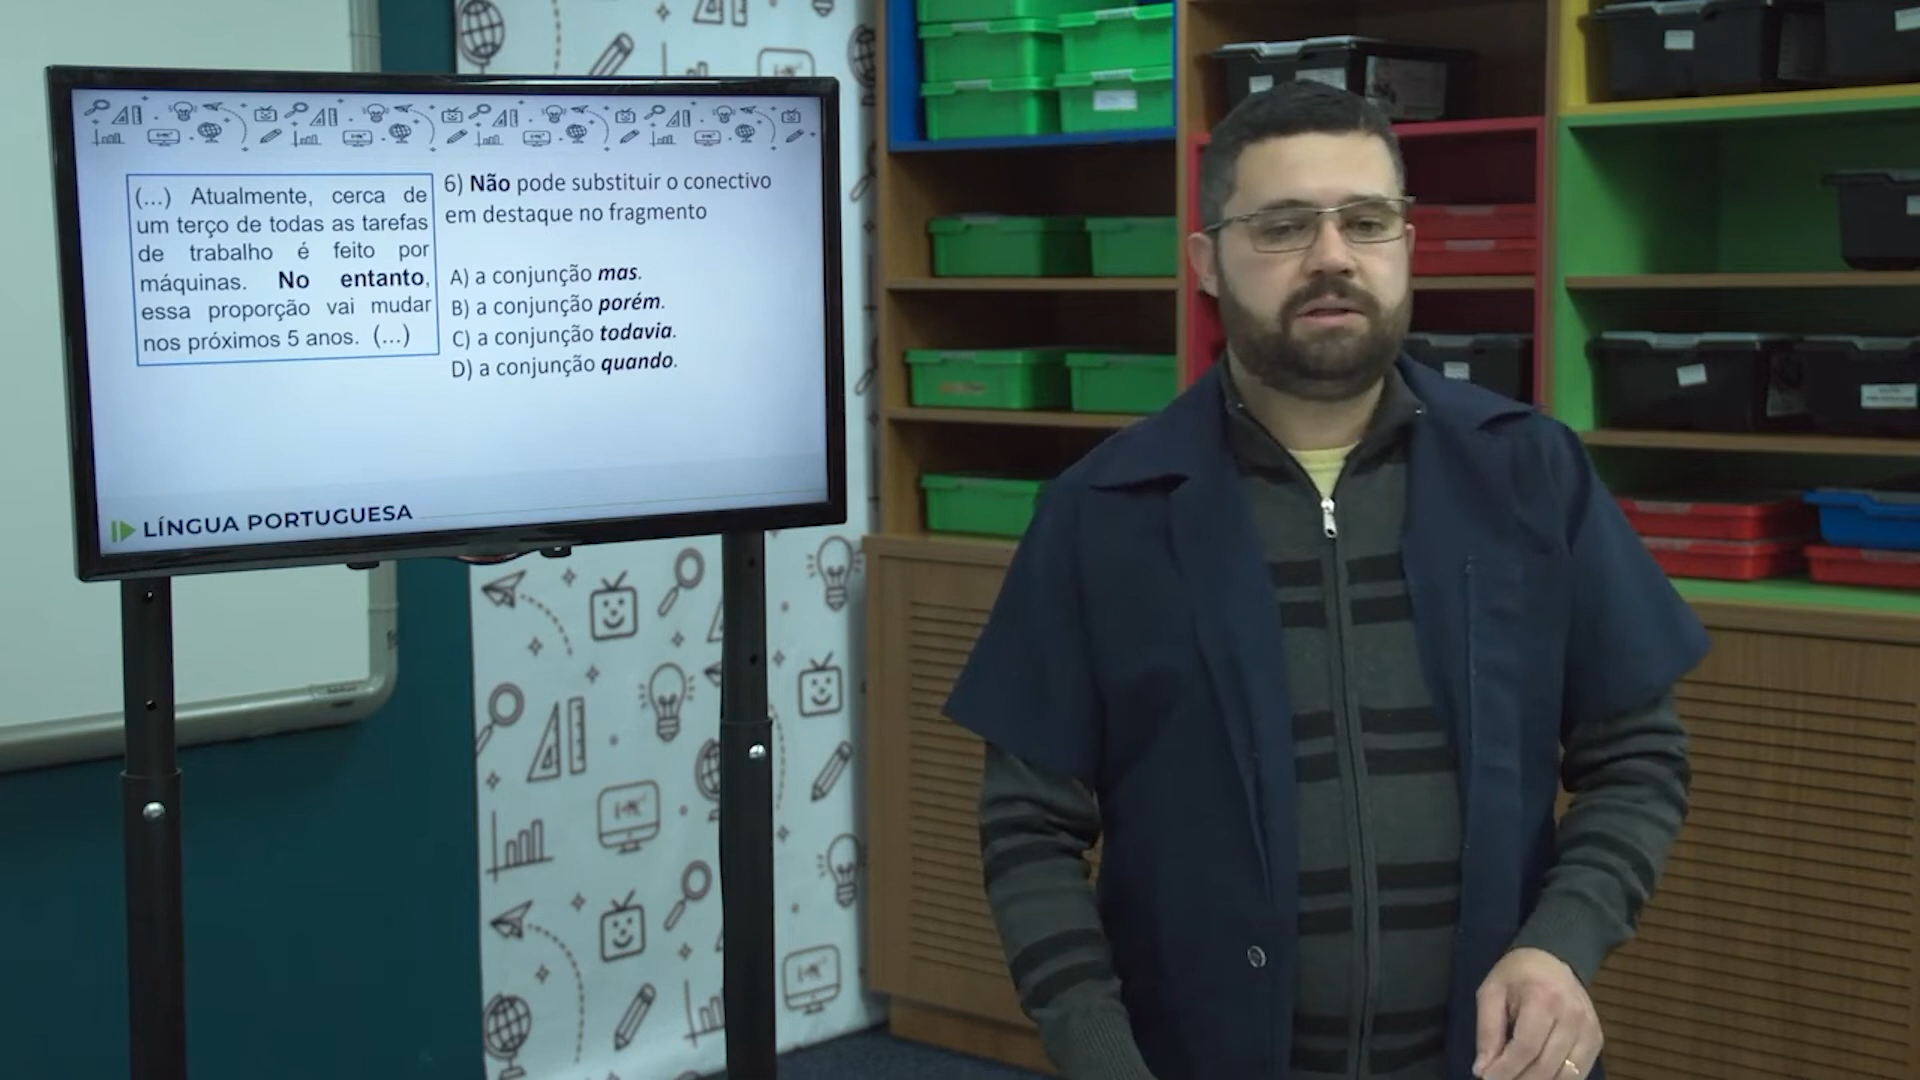 (...) Atualmente, cerca de
um terço de todas as tarefas
de trabalho é feito por
máquinas. No entanto,
essa proporção vai mudar
nos próximos 5 anos. (...)
6) Não pode substituir o conectivo
em destaque no fragmento
A) a conjunção mas.
B) a conjunção porém.
C) a conjunção todavia.
D) a conjunção quando.
LÍNGUA PORTUGUESA